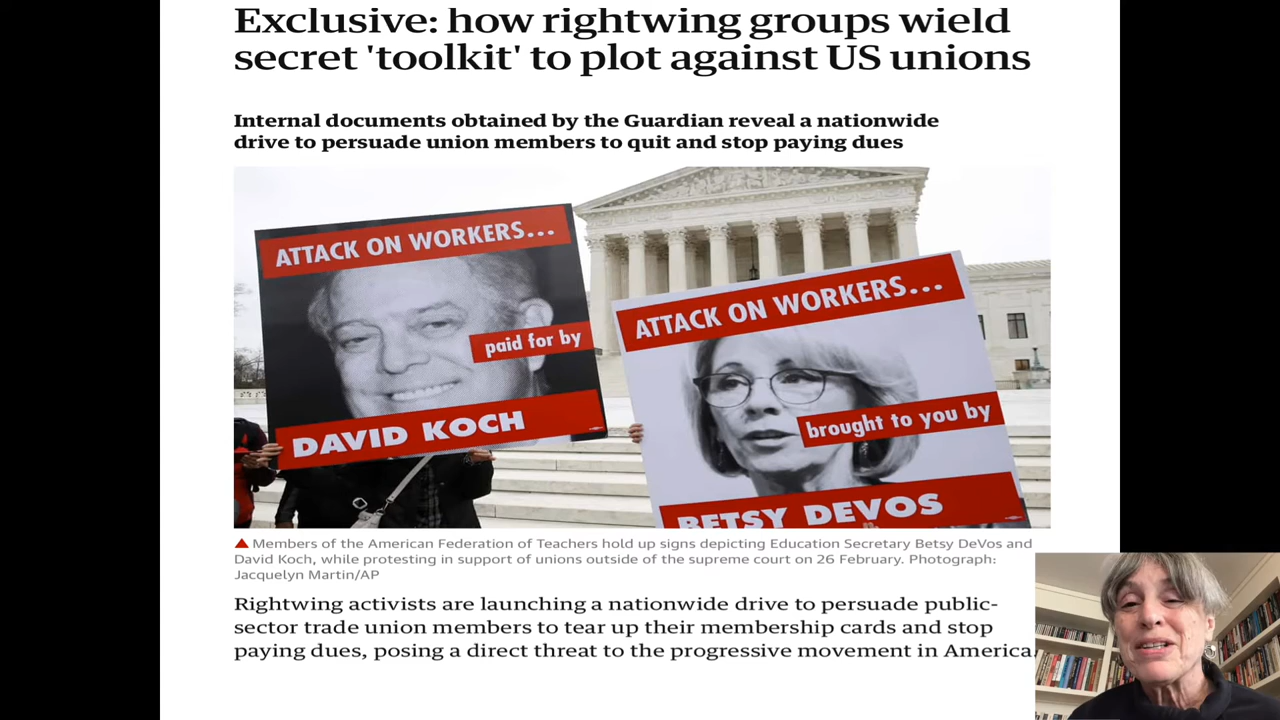 Exclusive: how rightwing groups wield
secret 'toolkit' to plot against US unions
Internal documents obtained by the Guardian reveal a nationwide
drive to persuade union members to quit and stop paying dues
ATTACK ON WORKERS...
paid for by
DAVID KOCH
ATTACK ON WORKERS...
brought to you by
BETSY DEVOS
Members of the American Federation of Teachers hold up signs depicting Education Secretary Betsy DeVos and
David Koch, while protesting in support of unions outside of the supreme court on 26 February. Photograph:
Jacquelyn Martin/AP
Rightwing activists are launching a nationwide drive to persuade public-
sector trade union members to tear up their membership cards and stop
paying dues, posing a direct threat to the progressive movement in America.